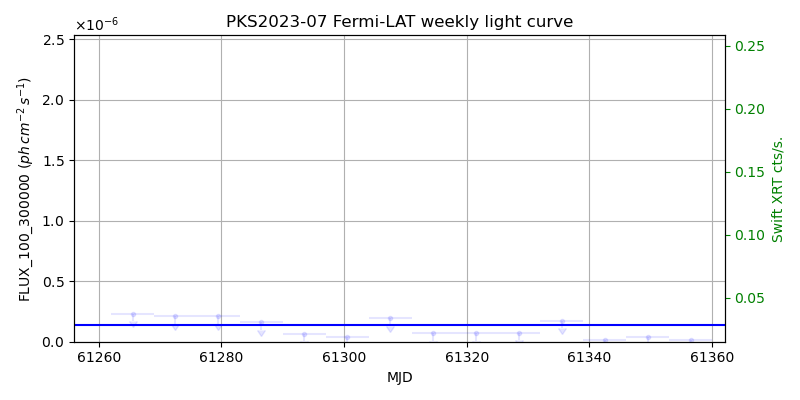 PKS2023-07 Fermi-LAT weekly light curve
×10⁻⁶
2.5
2.0
1.5
1.0
0.5
0.0
FLUX_100_300000 (ph cm⁻² s⁻¹)
61260 61280 61300 61320 61340 61360
MJD
0.25
0.20
0.15
0.10
0.05
Swift XRT cts/s.